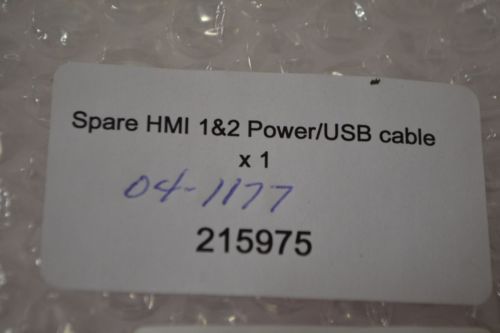 Spare HMI 1&2 Power/USB cable
x 1
04-1177
215975